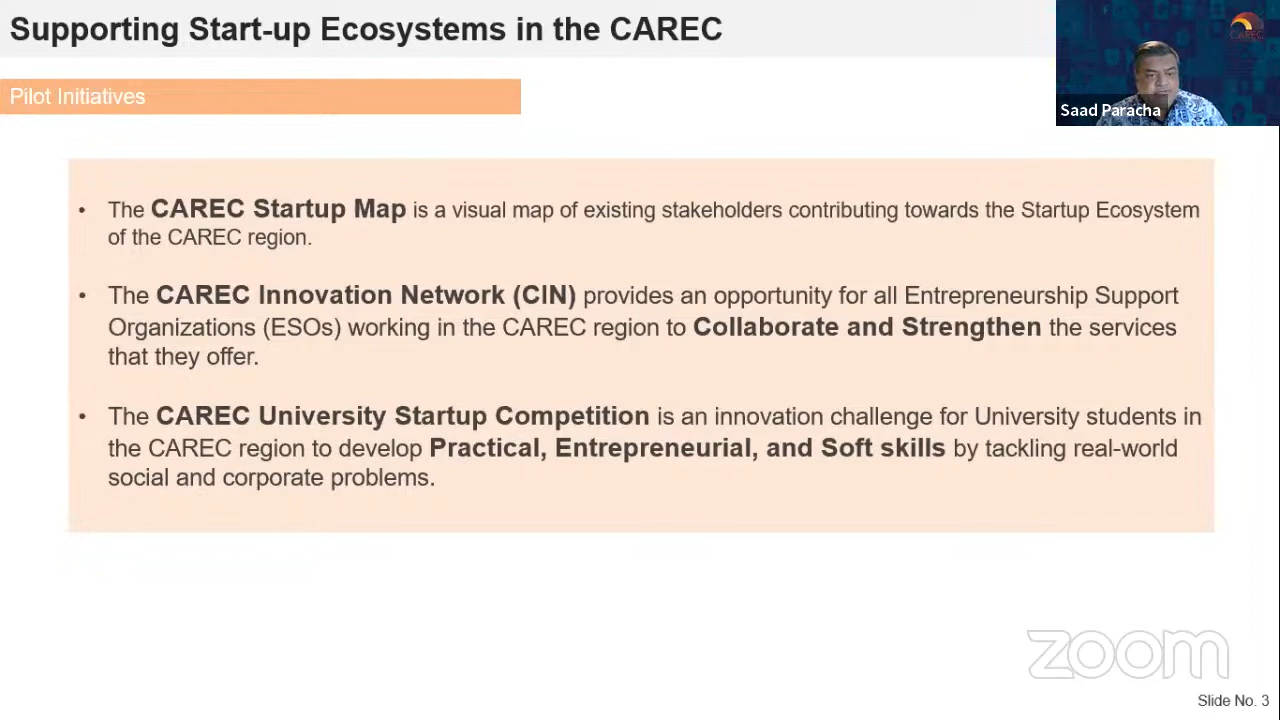 Supporting Start-up Ecosystems in the CAREC
CAREC
Saad Paracha
Pilot Initiatives
• The CAREC Startup Map is a visual map of existing stakeholders contributing towards the Startup Ecosystem
of the CAREC region.
• The CAREC Innovation Network (CIN) provides an opportunity for all Entrepreneurship Support
Organizations (ESOs) working in the CAREC region to Collaborate and Strengthen the services
that they offer.
• The CAREC University Startup Competition is an innovation challenge for University students in
the CAREC region to develop Practical, Entrepreneurial, and Soft skills by tackling real-world
social and corporate problems.
zoom
Slide No. 3